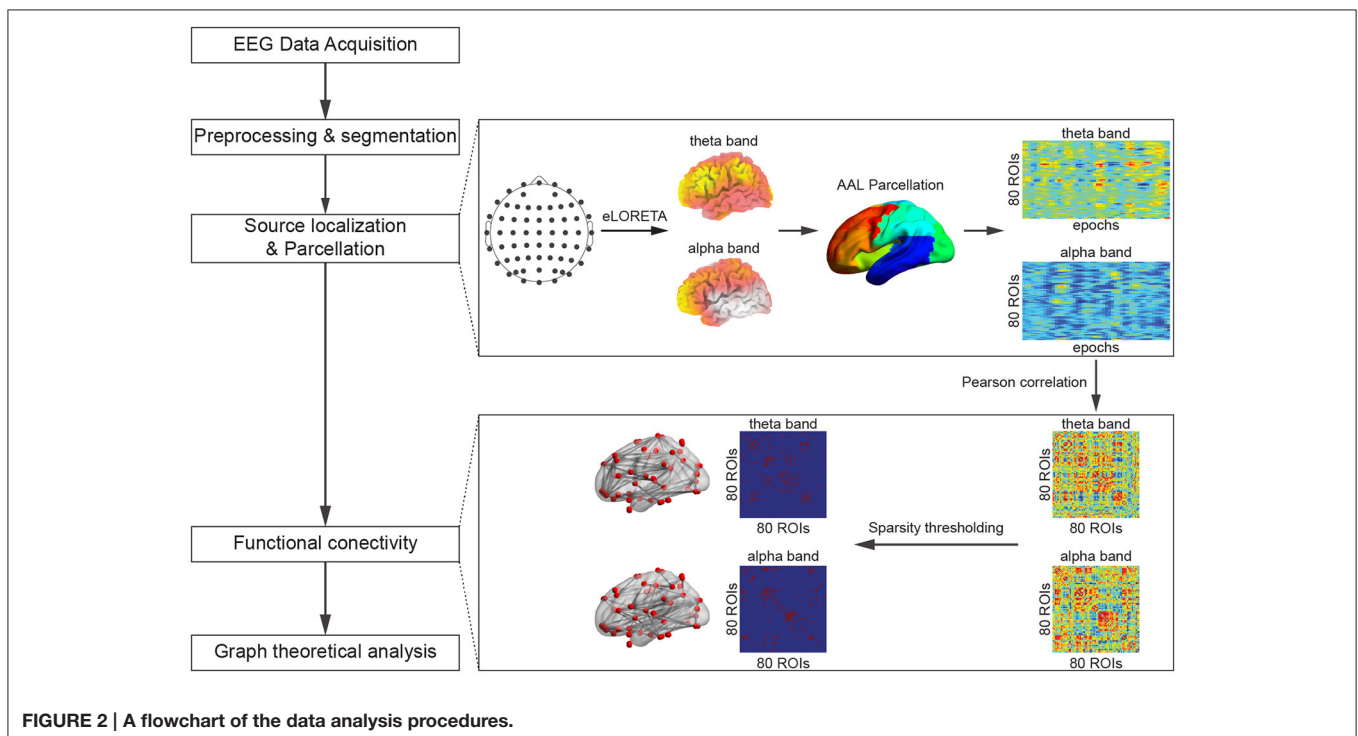 EEG Data Acquisition
Preprocessing & segmentation
Source localization
& Parcellation
Functional conectivity
Graph theoretical analysis
eLORETA
theta band
alpha band
AAL Parcellation
theta band
80 ROIs
epochs
alpha band
80 ROIs
epochs
Pearson correlation
theta band
80 ROIs
80 ROIs
alpha band
80 ROIs
80 ROIs
Sparsity thresholding
theta band
80 ROIs
80 ROIs
alpha band
80 ROIs
80 ROIs
FIGURE 2 | A flowchart of the data analysis procedures.